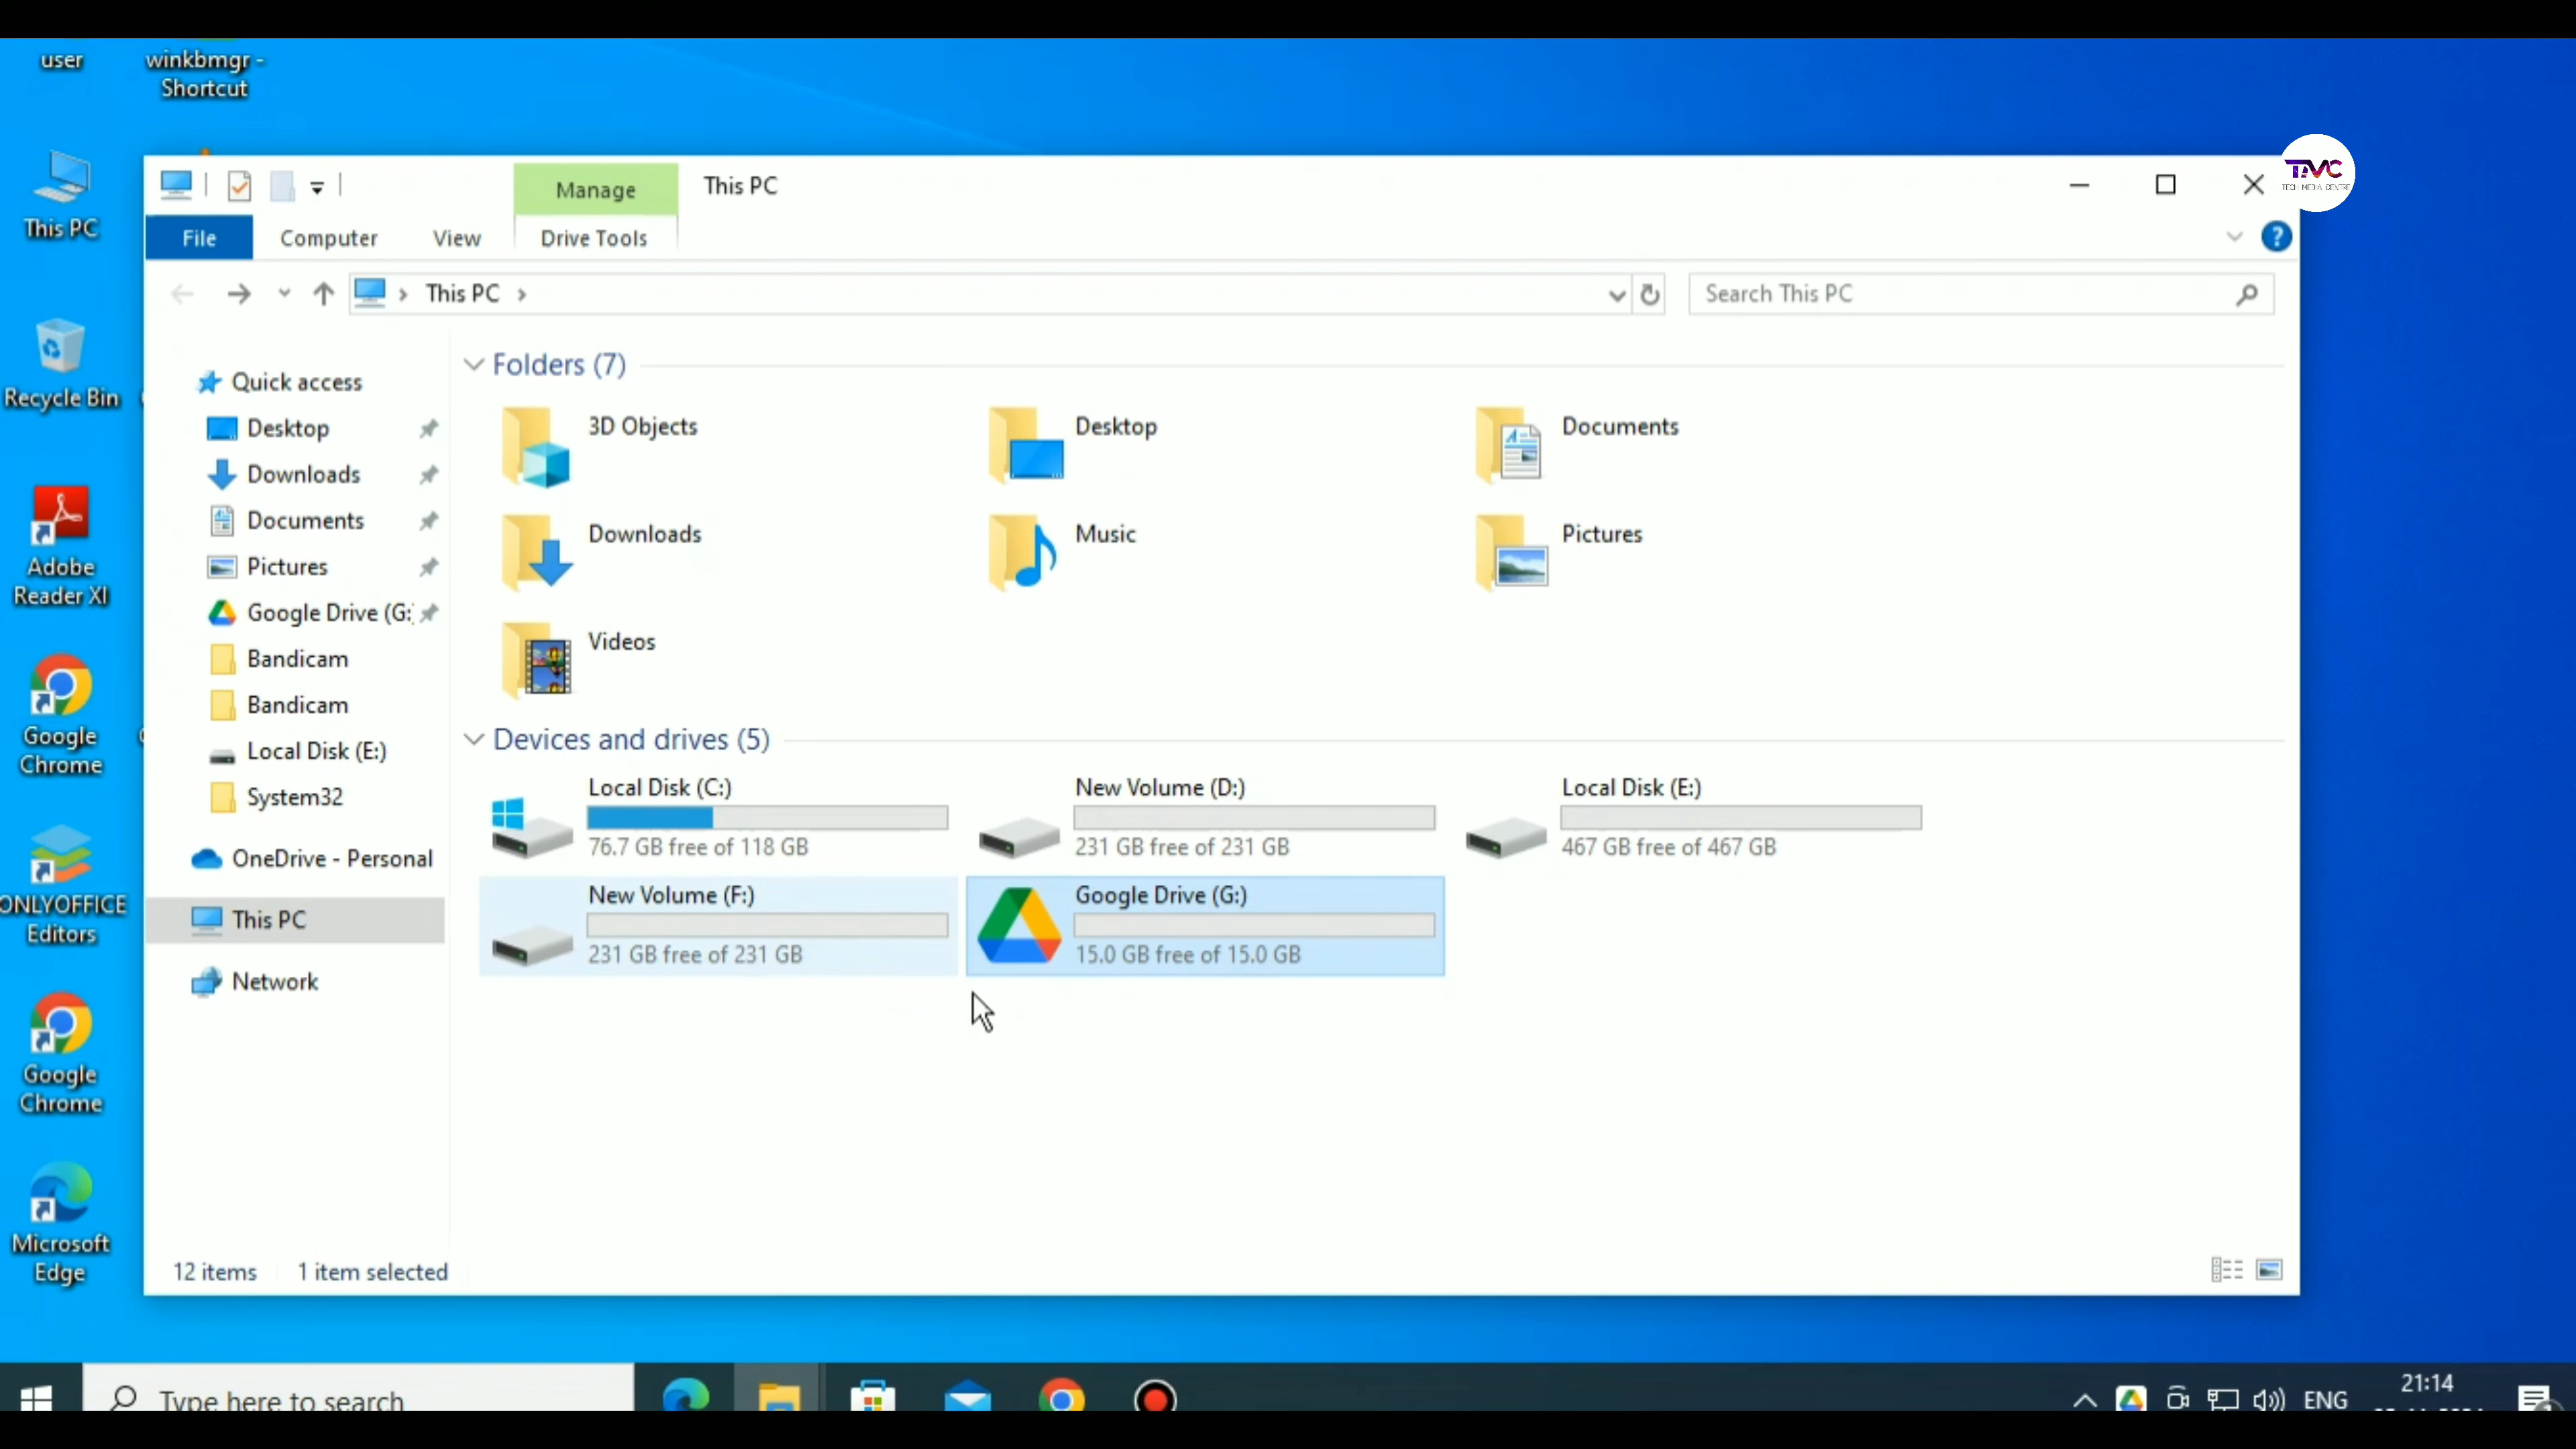 user
winkbmgr -
Shortcut
This PC
Recycle Bin
Adobe
Reader XI
Google
Chrome
ONLYOFFICE
Editors
Google
Chrome
Microsoft
Edge
Manage
This PC
TMC
TECH MEDIA CENTRE
File
Computer
View
Drive Tools
?
This PC
Search This PC
Quick access
Desktop
Downloads
Documents
Pictures
Google Drive (G:
Bandicam
Bandicam
Local Disk (E:)
System32
OneDrive - Personal
This PC
Network
Folders (7)
3D Objects
Desktop
Documents
Downloads
Music
Pictures
Videos
Devices and drives (5)
Local Disk (C:)
76.7 GB free of 118 GB
New Volume (D:)
231 GB free of 231 GB
Local Disk (E:)
467 GB free of 467 GB
New Volume (F:)
231 GB free of 231 GB
Google Drive (G:)
15.0 GB free of 15.0 GB
12 items
1 item selected
Type here to search
ENG
21:14